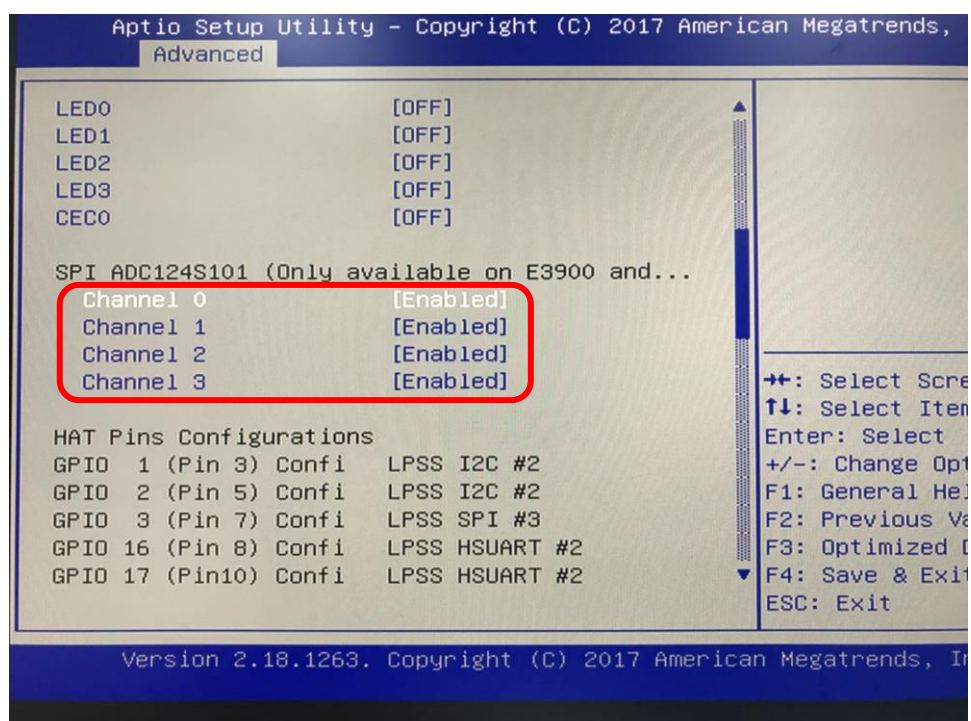 Aptio Setup Utility – Copyright (C) 2017 American Megatrends,
Advanced
LED0 [OFF]
LED1 [OFF]
LED2 [OFF]
LED3 [OFF]
CEC0 [OFF]
SPI ADC124S101 (Only available on E3900 and...
Channel 0 [Enabled]
Channel 1 [Enabled]
Channel 2 [Enabled]
Channel 3 [Enabled]
HAT Pins Configurations
GPIO 1 (Pin 3) Confi LPSS I2C #2
GPIO 2 (Pin 5) Confi LPSS I2C #2
GPIO 3 (Pin 7) Confi LPSS SPI #3
GPIO 16 (Pin 8) Confi LPSS HSUART #2
GPIO 17 (Pin10) Confi LPSS HSUART #2
→←: Select Scre
↑↓: Select Item
Enter: Select
+/-: Change Opt
F1: General Hel
F2: Previous Va
F3: Optimized D
F4: Save & Exit
ESC: Exit
Version 2.18.1263. Copyright (C) 2017 American Megatrends, In